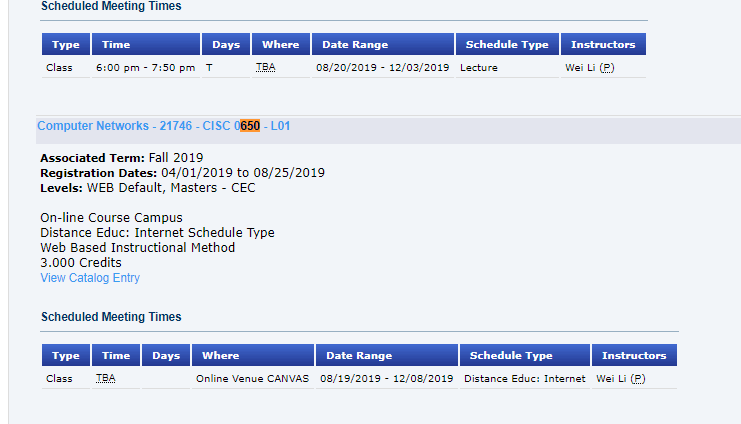 Scheduled Meeting Times
Type Time Days Where Date Range Schedule Type Instructors
Class 6:00 pm - 7:50 pm T TBA 08/20/2019 - 12/03/2019 Lecture Wei Li (P)
Computer Networks - 21746 - CISC 0650 - L01
Associated Term: Fall 2019
Registration Dates: 04/01/2019 to 08/25/2019
Levels: WEB Default, Masters - CEC
On-line Course Campus
Distance Educ: Internet Schedule Type
Web Based Instructional Method
3.000 Credits
View Catalog Entry
Scheduled Meeting Times
Type Time Days Where Date Range Schedule Type Instructors
Class TBA Online Venue CANVAS 08/19/2019 - 12/08/2019 Distance Educ: Internet Wei Li (P)